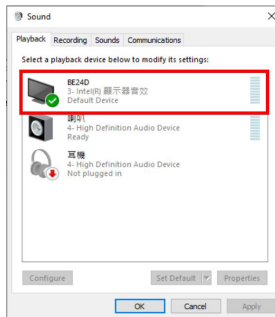 Sound
Playback Recording Sounds Communications
Select a playback device below to modify its settings:
BE24D
3- Intel(R) 顯示器音效
Default Device
喇叭
4- High Definition Audio Device
Ready
耳機
4- High Definition Audio Device
Not plugged in
Configure Set Default Properties
OK Cancel Apply